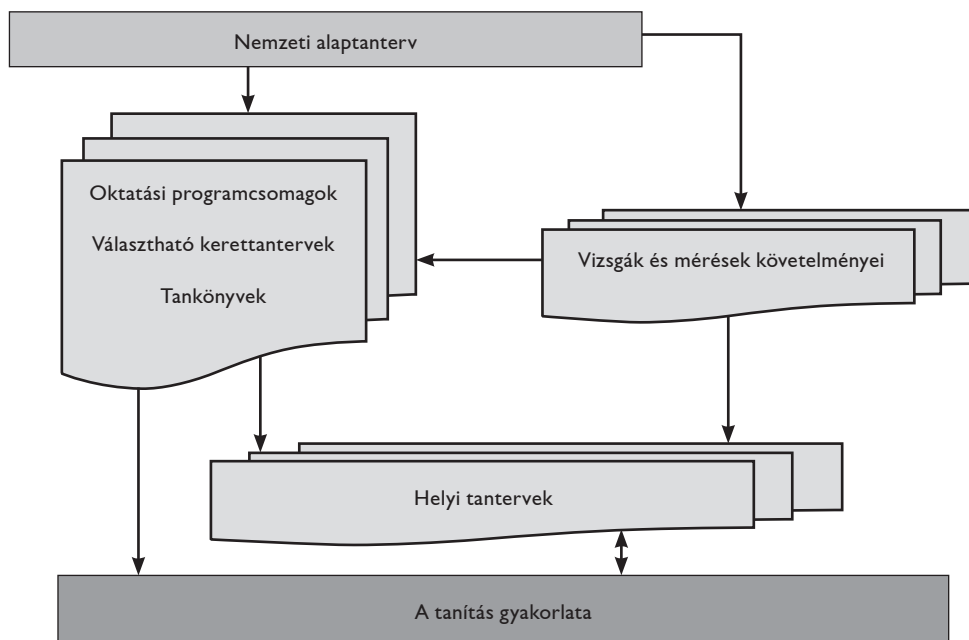 Nemzeti alaptanterv
Oktatási programcsomagok
Választható kerettantervek
Tankönyvek
Vizsgák és mérések követelményei
Helyi tantervek
A tanítás gyakorlata